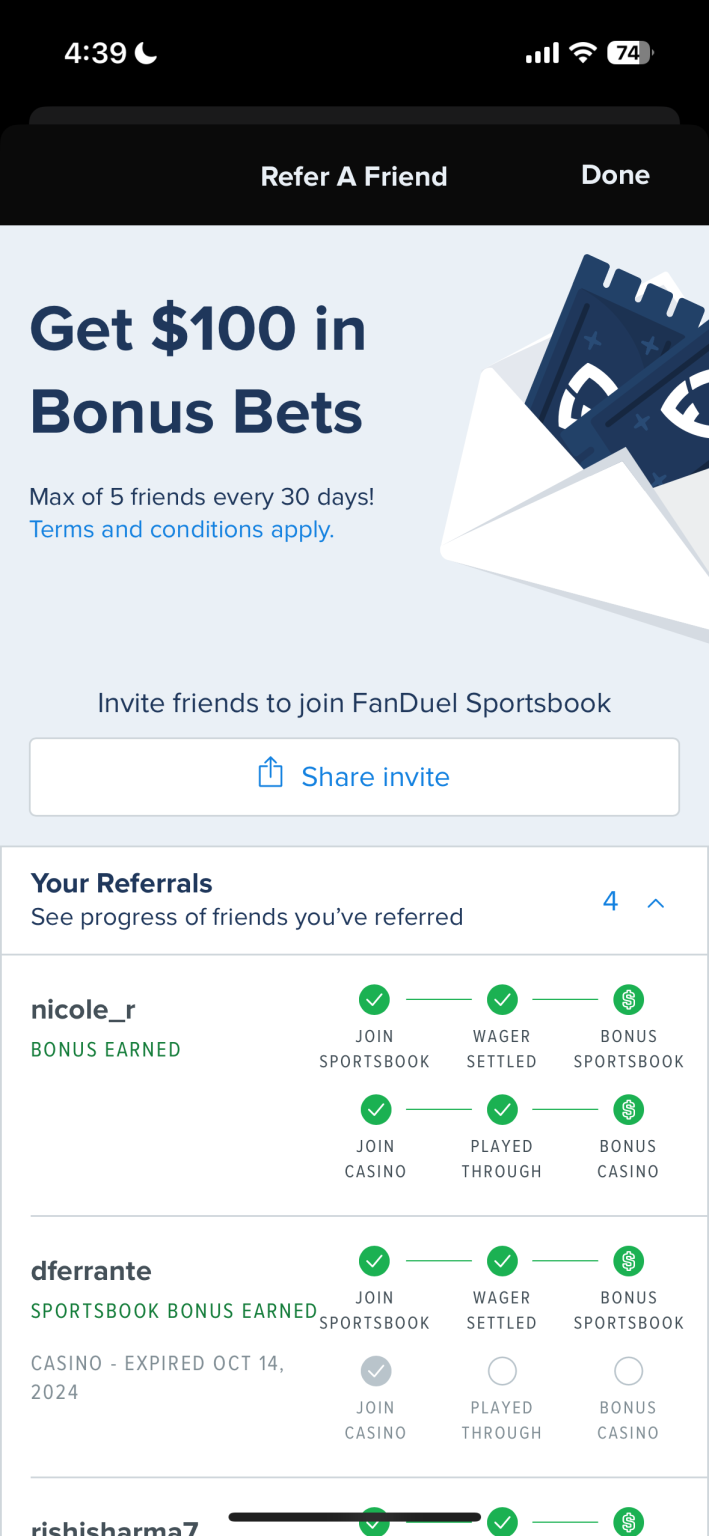 4:39
74
Refer A Friend
Done
Get $100 in
Bonus Bets
Max of 5 friends every 30 days!
Terms and conditions apply.
Invite friends to join FanDuel Sportsbook
Share invite
Your Referrals
4
See progress of friends you’ve referred
nicole_r
BONUS EARNED
JOIN SPORTSBOOK
WAGER SETTLED
BONUS SPORTSBOOK
JOIN CASINO
PLAYED THROUGH
BONUS CASINO
dferrante
SPORTSBOOK BONUS EARNED
JOIN SPORTSBOOK
WAGER SETTLED
BONUS SPORTSBOOK
CASINO - EXPIRED OCT 14,
2024
JOIN CASINO
PLAYED THROUGH
BONUS CASINO
rishisharma7